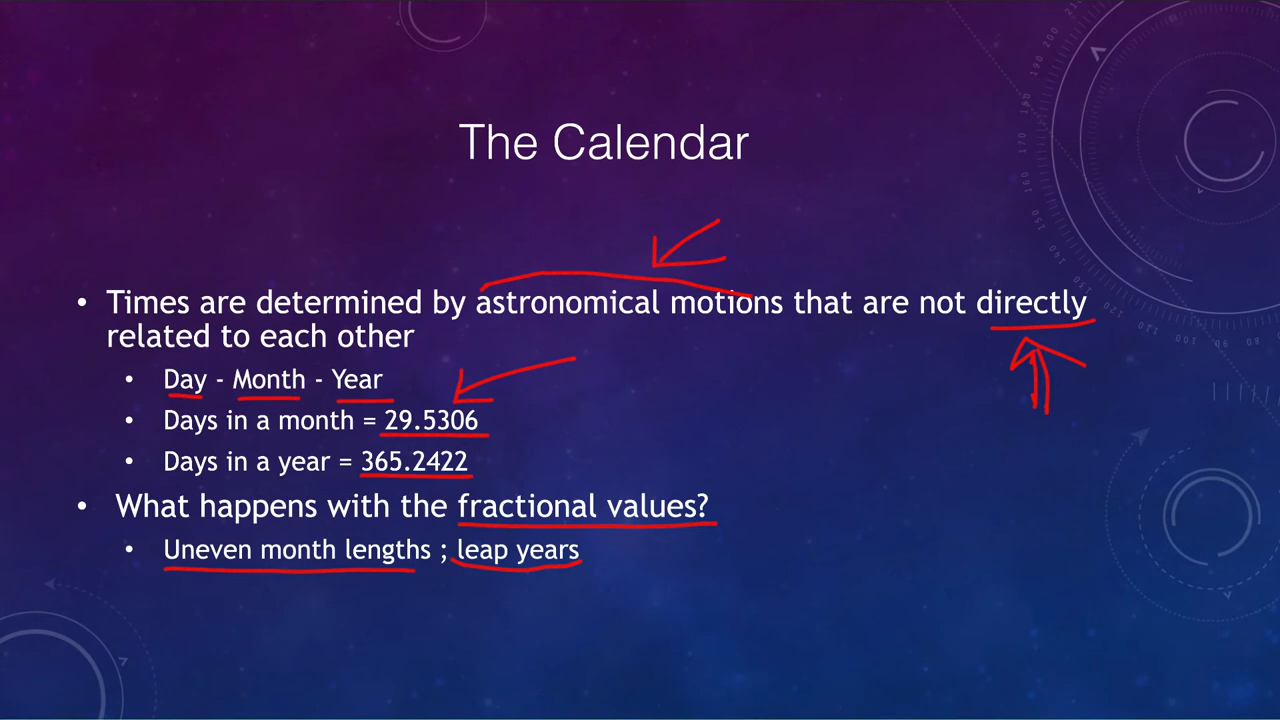 The Calendar
• Times are determined by astronomical motions that are not directly
related to each other
• Day - Month - Year
• Days in a month = 29.5306
• Days in a year = 365.2422
• What happens with the fractional values?
• Uneven month lengths ; leap years